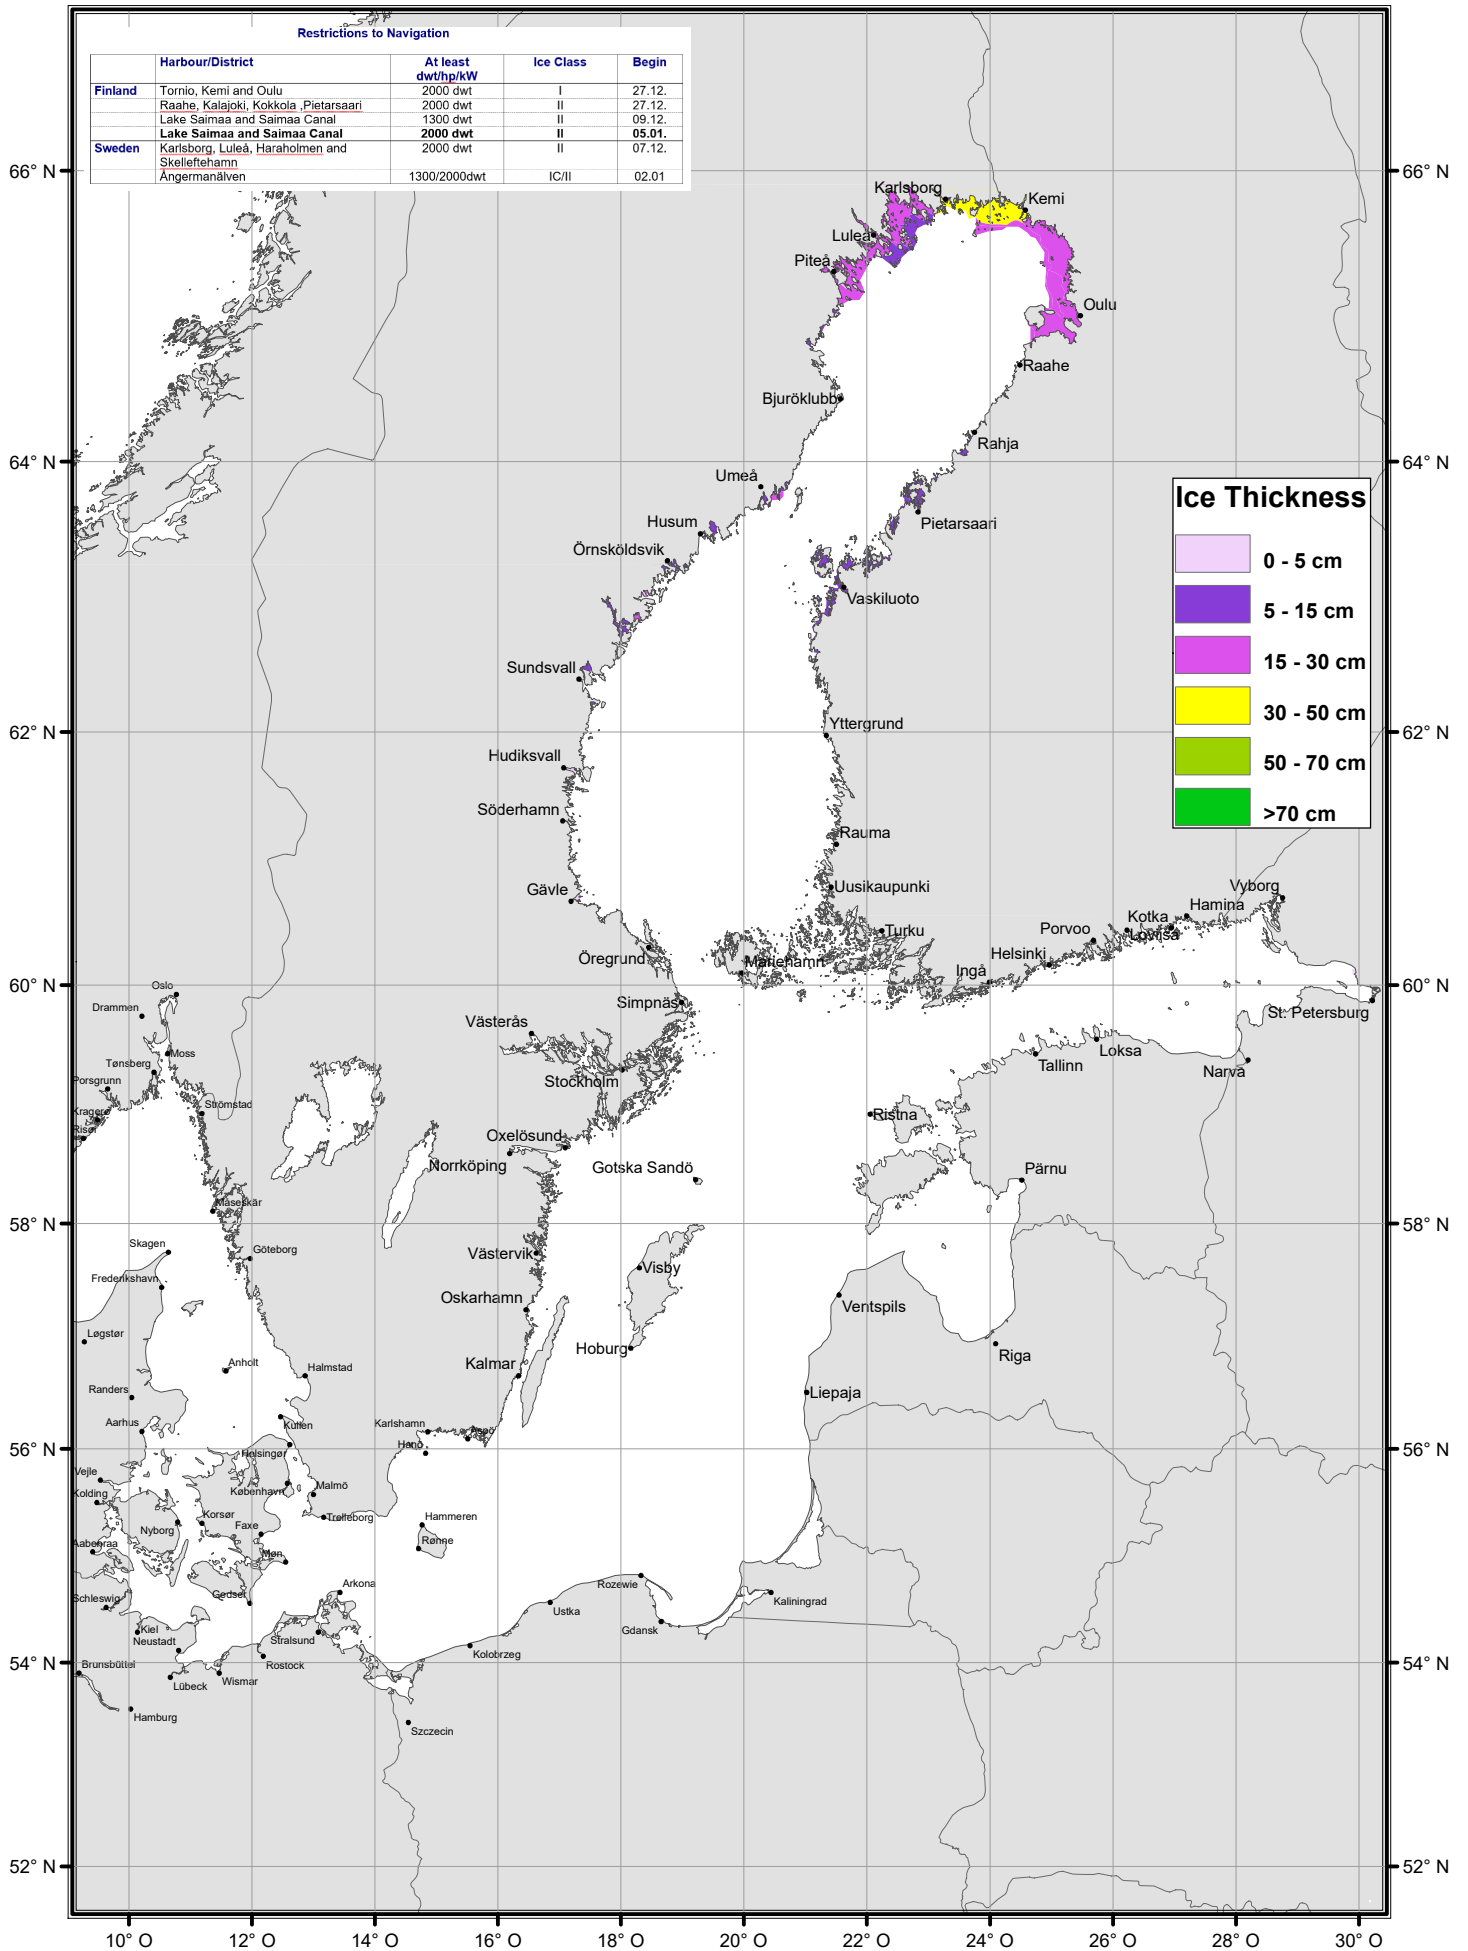 Restrictions to Navigation
Harbour/District At least dwt/hp/kW Ice Class Begin
Finland Tornio, Kemi and Oulu 2000 dwt I 27.12.
Raahe, Kalajoki, Kokkola ,Pietarsaari 2000 dwt II 27.12.
Lake Saimaa and Saimaa Canal 1300 dwt II 09.12.
Lake Saimaa and Saimaa Canal 2000 dwt II 05.01.
Sweden Karlsborg, Luleå, Haraholmen and 2000 dwt II 07.12.
Skelleftehamn
Ångermanälven 1300/2000dwt IC/II 02.01
66° N
66° N
Karlsborg
Kemi
Luleå
Piteå
Oulu
Raahe
Bjuröklubb
Rahja
64° N
64° N
Umeå
Ice Thickness
0 - 5 cm
5 - 15 cm
15 - 30 cm
30 - 50 cm
50 - 70 cm
>70 cm
Husum
Pietarsaari
Örnsköldsvik
Vaskiluoto
Sundsvall
Yttergrund
62° N
62° N
Hudiksvall
Söderhamn
Rauma
Gävle
Uusikaupunki
Vyborg
Hamina
Kotka
Lovisa
Porvoo
Turku
Helsinki
Öregrund
Mariehamn
Ingå
60° N
60° N
Oslo
Simpnäs
St. Petersburg
Drammen
Västerås
Moss
Tønsberg
Loksa
Tallinn
Narva
Porsgrunn
Stockholm
Strömstad
Kragerø
Ristna
Risør
Oxelösund
Norrköping
Gotska Sandö
Pärnu
Måseskär
58° N
58° N
Skagen
Göteborg
Västervik
Visby
Frederikshavn
Oskarhamn
Ventspils
Løgstør
Hoburg
Riga
Anholt
Halmstad
Kalmar
Randers
Liepaja
Aarhus
Kullen
Karlshamn
Aspö
Hanö
56° N
56° N
Helsingør
Vejle
København
Malmö
Kolding
Korsør
Faxe
Trelleborg
Hammeren
Nyborg
Rønne
Aabenraa
Møn
Schleswig
Gedser
Arkona
Rozewie
Kaliningrad
Ustka
Kiel
Neustadt
Stralsund
Gdansk
Kolobrzeg
54° N
54° N
Brunsbüttel
Lübeck
Wismar
Rostock
Hamburg
Szczecin
52° N
52° N
10° O
12° O
14° O
16° O
18° O
20° O
22° O
24° O
26° O
28° O
30° O